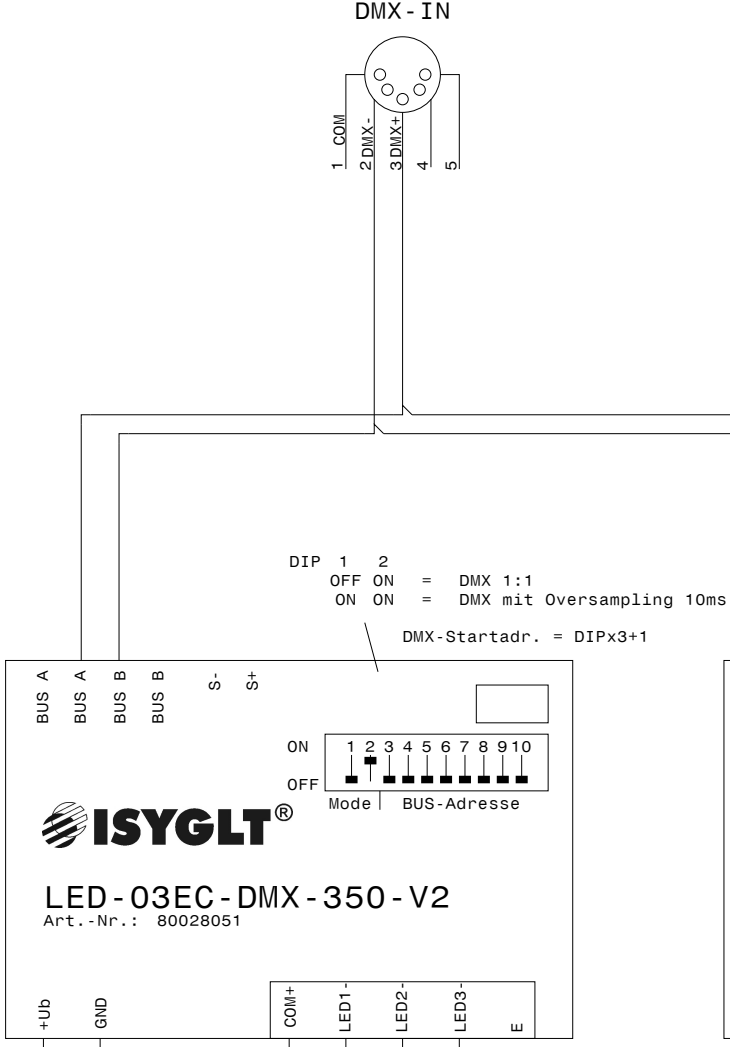 DMX-IN
1 COM
2 DMX-
3 DMX+
4
5
DIP 1 2
OFF ON = DMX 1:1
ON ON = DMX mit Oversampling 10ms
DMX-Startadr. = DIPx3+1
BUS A
BUS A
BUS B
BUS B
S-
S+
ON
1 2 3 4 5 6 7 8 9 10
OFF
Mode BUS-Adresse
ISYGLT®
LED-03EC-DMX-350-V2
Art.-Nr.: 80028051
+Ub
GND
COM+
LED1-
LED2-
LED3-
E